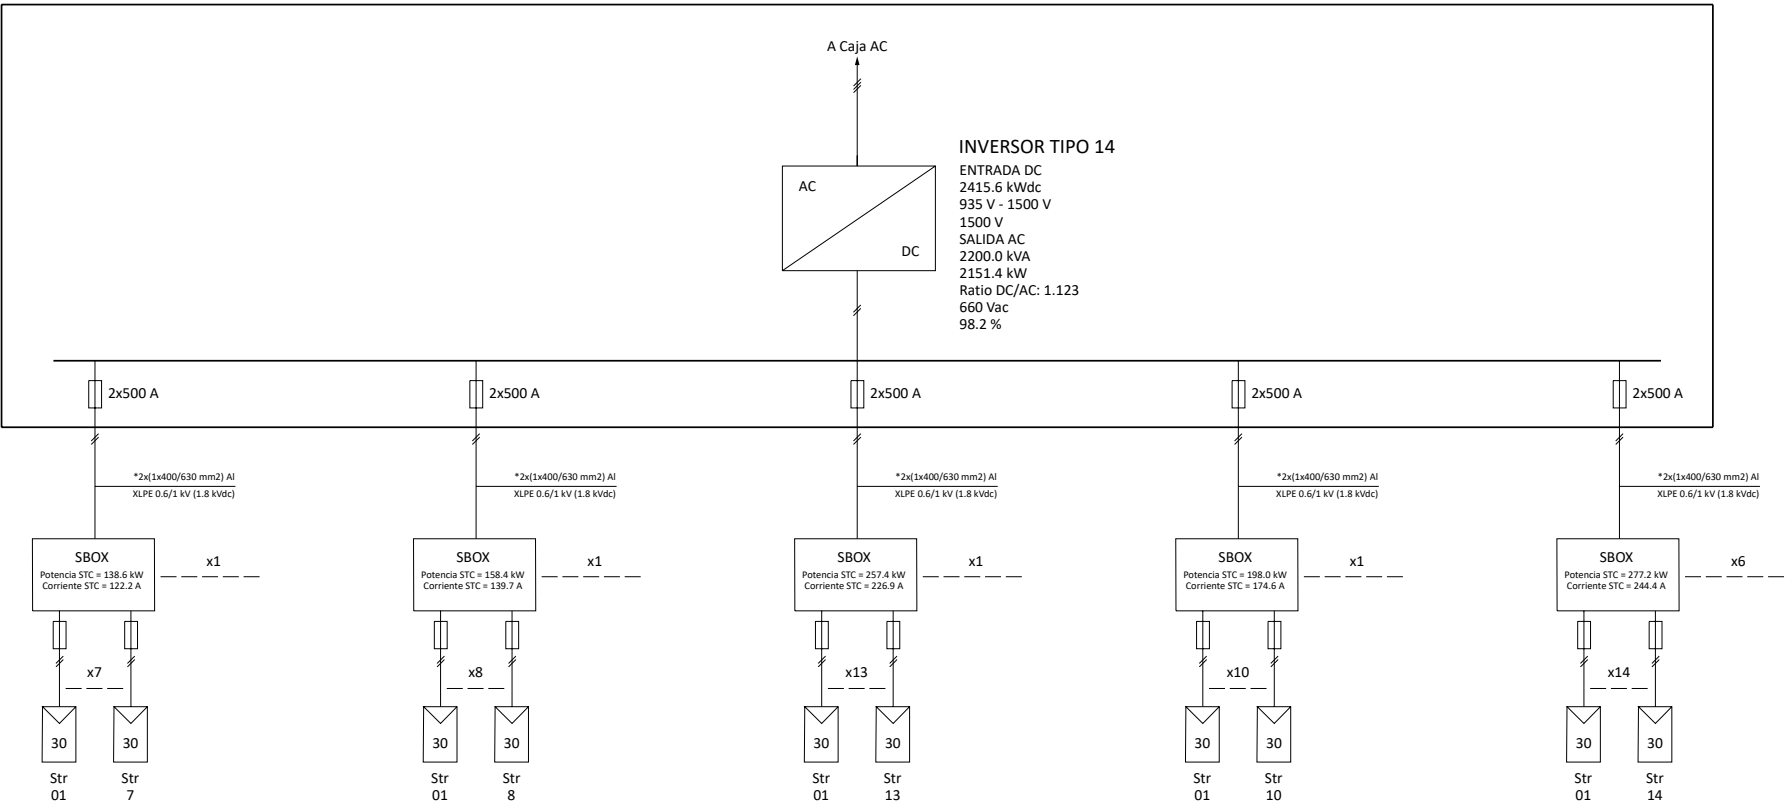 A Caja AC
INVERSOR TIPO 14
ENTRADA DC
2415.6 kWdc
935 V - 1500 V
1500 V
SALIDA AC
2200.0 kVA
2151.4 kW
Ratio DC/AC: 1.123
660 Vac
98.2 %
AC
DC
2x500 A
2x500 A
2x500 A
2x500 A
2x500 A
*2x(1x400/630 mm2) Al
XLPE 0.6/1 kV (1.8 kVdc)
*2x(1x400/630 mm2) Al
XLPE 0.6/1 kV (1.8 kVdc)
*2x(1x400/630 mm2) Al
XLPE 0.6/1 kV (1.8 kVdc)
*2x(1x400/630 mm2) Al
XLPE 0.6/1 kV (1.8 kVdc)
*2x(1x400/630 mm2) Al
XLPE 0.6/1 kV (1.8 kVdc)
SBOX
Potencia STC = 138.6 kW
Corriente STC = 122.2 A
x1
SBOX
Potencia STC = 158.4 kW
Corriente STC = 139.7 A
x1
SBOX
Potencia STC = 257.4 kW
Corriente STC = 226.9 A
x1
SBOX
Potencia STC = 198.0 kW
Corriente STC = 174.6 A
x1
SBOX
Potencia STC = 277.2 kW
Corriente STC = 244.4 A
x6
x7
30
30
Str
01
Str
7
x8
30
30
Str
01
Str
8
x13
30
30
Str
01
Str
13
x10
30
30
Str
01
Str
10
x14
30
30
Str
01
Str
14